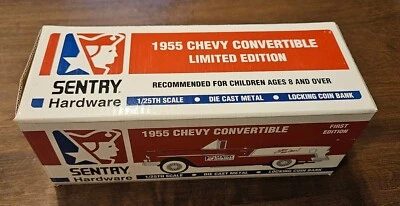 1955 CHEVY CONVERTIBLE
LIMITED EDITION
RECOMMENDED FOR CHILDREN AGES 8 AND OVER
SENTRY
Hardware
1/25TH SCALE • DIE CAST METAL • LOCKING COIN BANK
1955 CHEVY CONVERTIBLE
FIRST
EDITION
SENTRY
Hardware
1/25TH SCALE • DIE CAST METAL • LOCKING COIN BANK